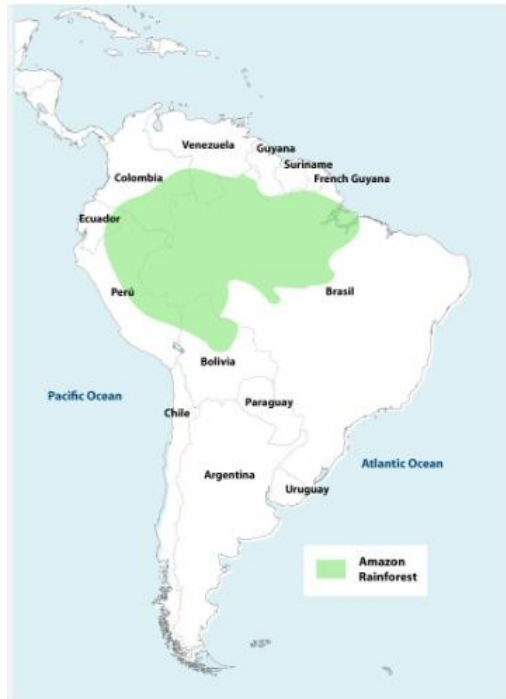 Venezuela
Guyana
Suriname
French Guyana
Colombia
Ecuador
Perú
Brasil
Bolivia
Pacific Ocean
Chile
Paraguay
Atlantic Ocean
Argentina
Uruguay
Amazon
Rainforest